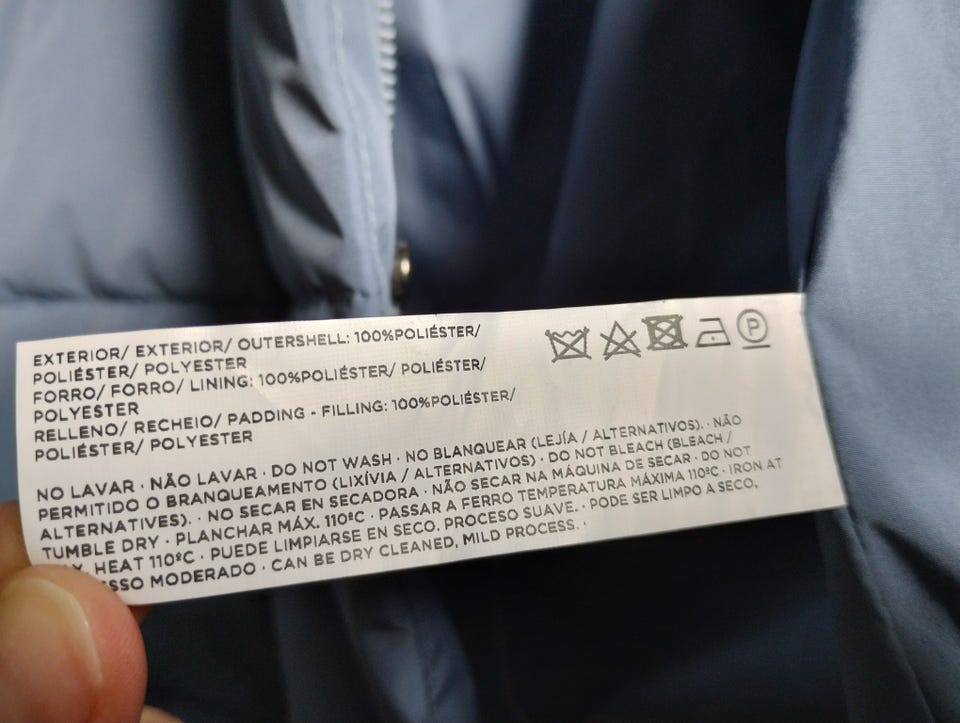 EXTERIOR/ EXTERIOR/ OUTERSHELL: 100%POLIÉSTER/
POLIÉSTER/ POLYESTER
FORRO/ FORRO/ LINING: 100%POLIÉSTER/ POLIÉSTER/
POLYESTER
RELLENO/ RECHEIO/ PADDING - FILLING: 100%POLIÉSTER/
POLIÉSTER/ POLYESTER
P
NO LAVAR · NÃO LAVAR · DO NOT WASH · NO BLANQUEAR (LEJÍA / ALTERNATIVOS). · NÃO
PERMITIDO O BRANQUEAMENTO (LIXÍVIA / ALTERNATIVOS) · DO NOT BLEACH (BLEACH /
ALTERNATIVES). · NO SECAR EN SECADORA · NÃO SECAR NA MÁQUINA DE SECAR · DO NOT
TUMBLE DRY · PLANCHAR MÁX. 110ºC · PASSAR A FERRO TEMPERATURA MÁXIMA 110ºC · IRON AT
HEAT 110ºC · PUEDE LIMPIARSE EN SECO, PROCESO SUAVE. · PODE SER LIMPO A SECO,
MODERADO · CAN BE DRY CLEANED, MILD PROCESS. ·